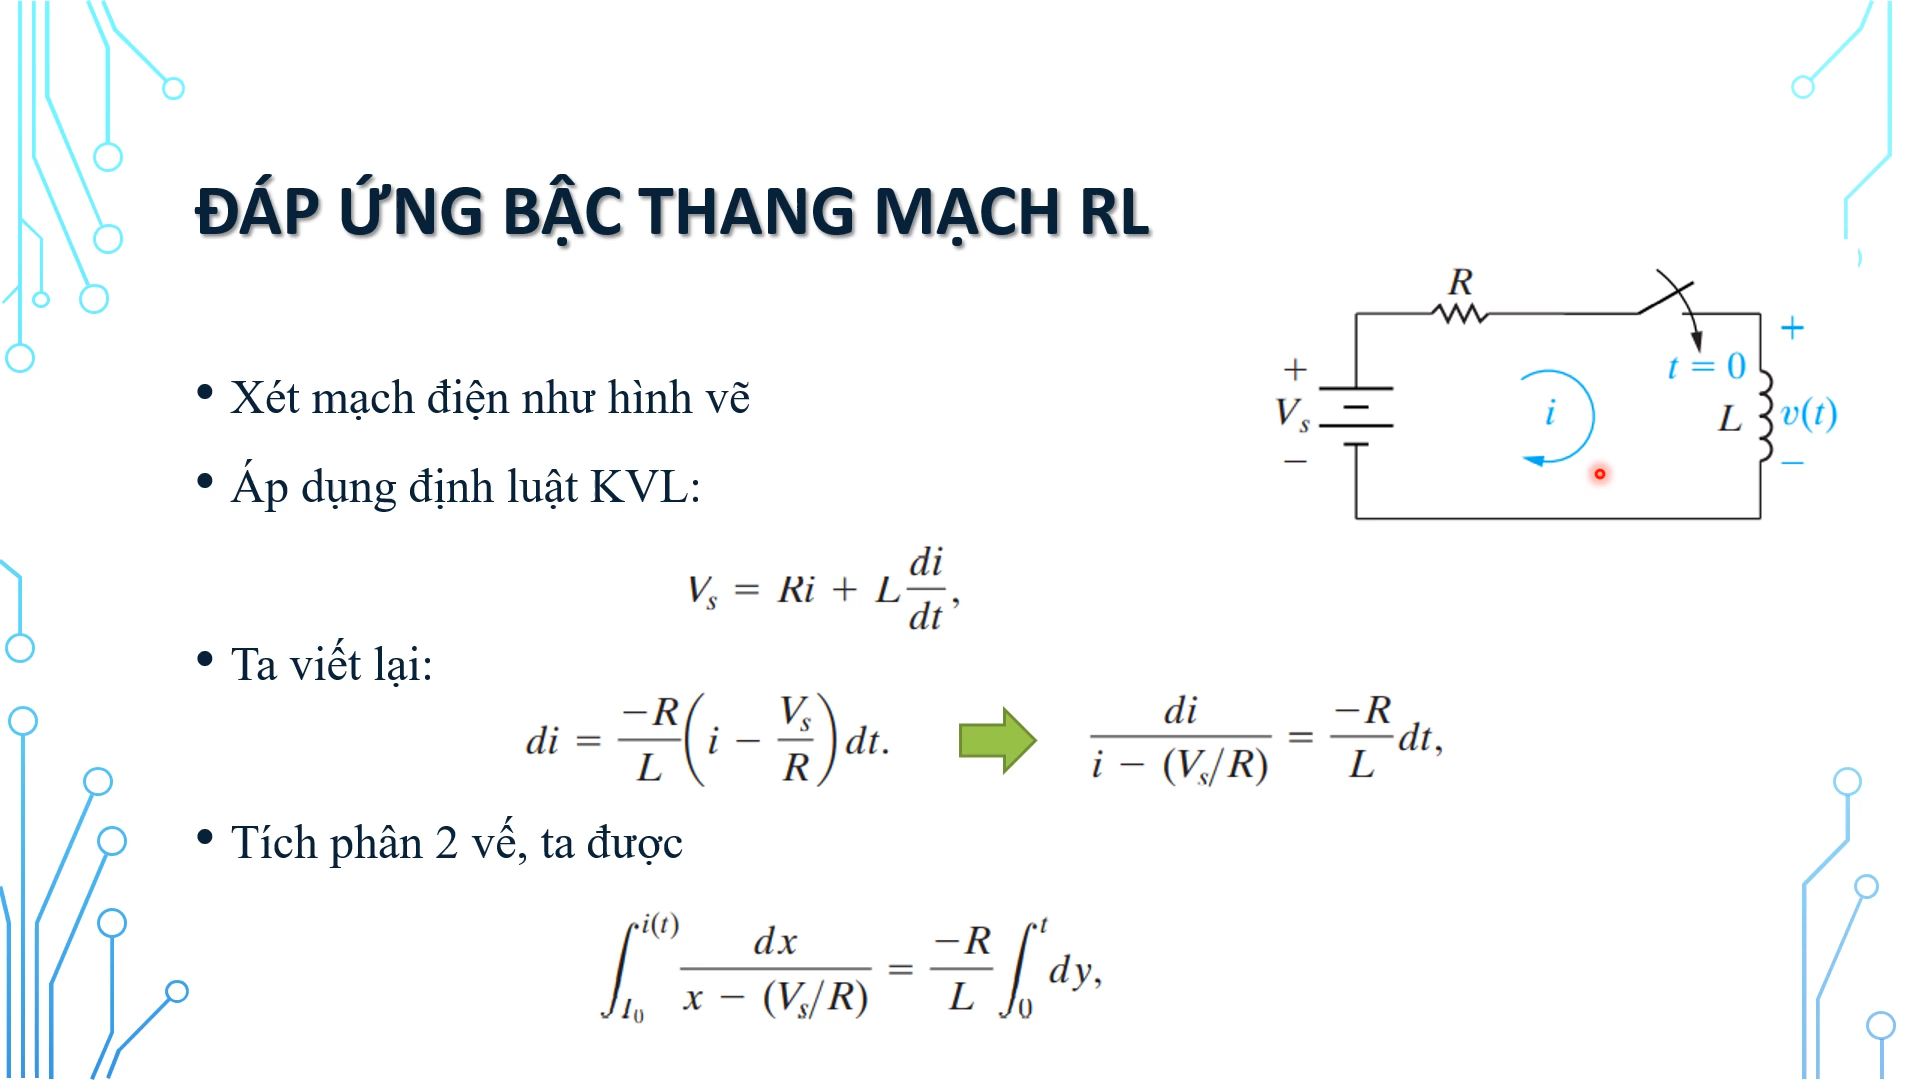 ĐÁP ỨNG BẬC THANG MẠCH RL
R
t = 0
+
V_s
−
i
L
+
v(t)
−
• Xét mạch điện như hình vẽ
• Áp dụng định luật KVL:
V_s = Ri + L di/dt,
• Ta viết lại:
di = −R/L (i − V_s/R) dt. di / (i − (V_s/R)) = −R/L dt,
• Tích phân 2 vế, ta được
∫_{I_0}^{i(t)} dx / (x − (V_s/R)) = −R/L ∫_0^t dy,